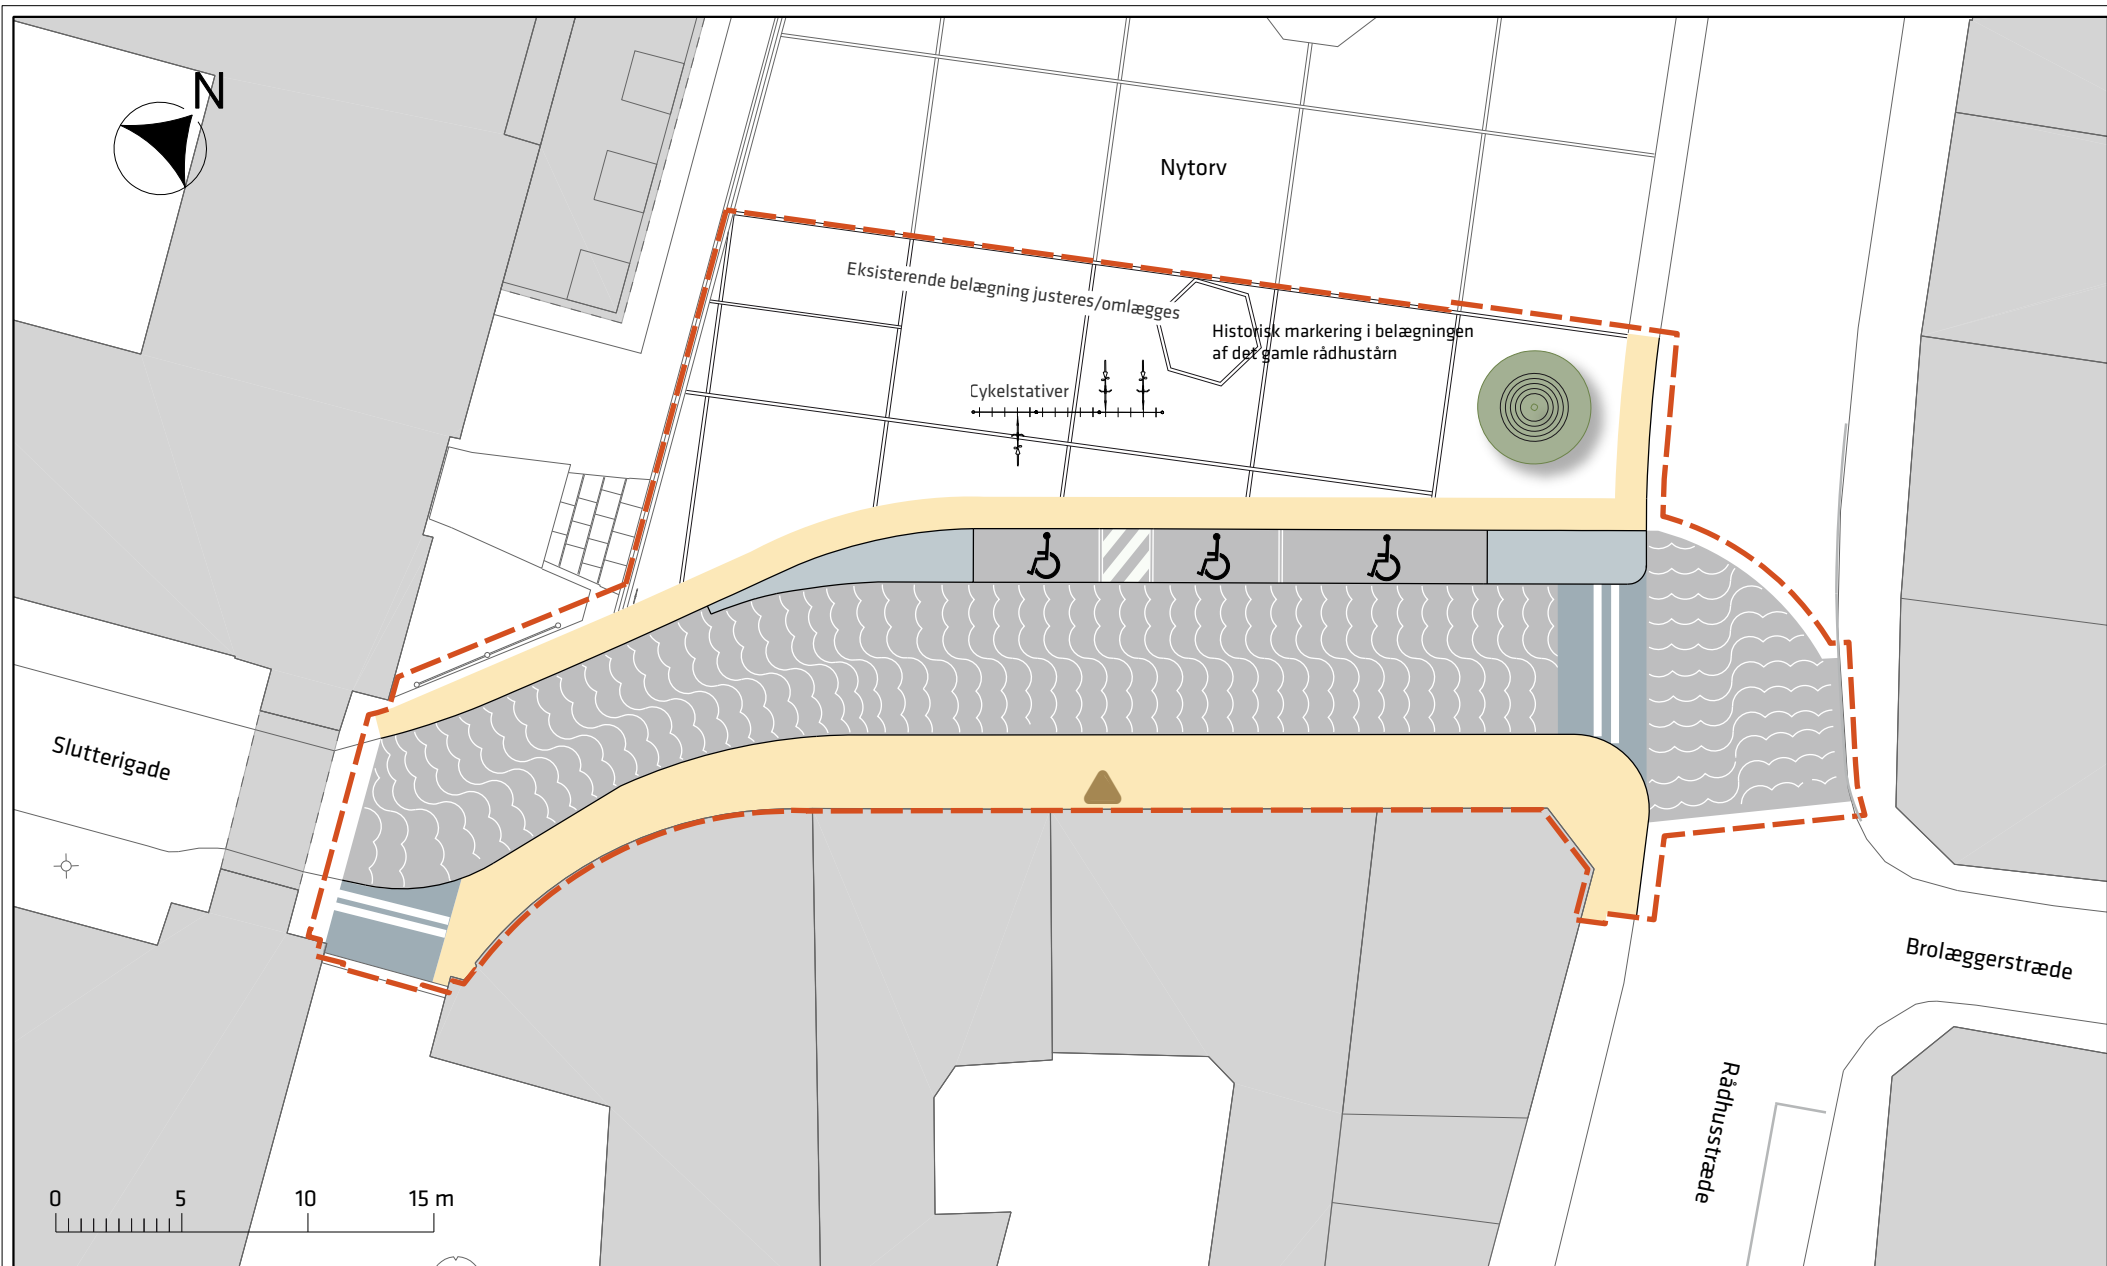 N
Nytorv
Eksisterende belægning justeres/omlægges
Historisk markering i belægningen
af det gamle rådhustårn
Cykelstativer
Slutterigade
Brolæggerstræde
Rådhusstræde
0 5 10 15 m